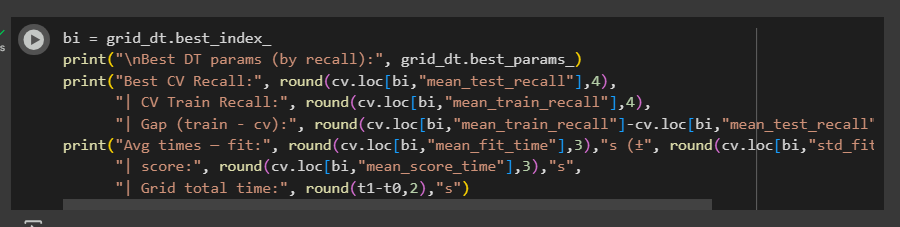 s
bi = grid_dt.best_index_
print("\nBest DT params (by recall):", grid_dt.best_params_)
print("Best CV Recall:", round(cv.loc[bi,"mean_test_recall"],4),
"| CV Train Recall:", round(cv.loc[bi,"mean_train_recall"],4),
"| Gap (train - cv):", round(cv.loc[bi,"mean_train_recall"]-cv.loc[bi,"mean_test_recall"
print("Avg times — fit:", round(cv.loc[bi,"mean_fit_time"],3),"s (±", round(cv.loc[bi,"std_fit
"| score:", round(cv.loc[bi,"mean_score_time"],3),"s",
"| Grid total time:", round(t1-t0,2),"s")